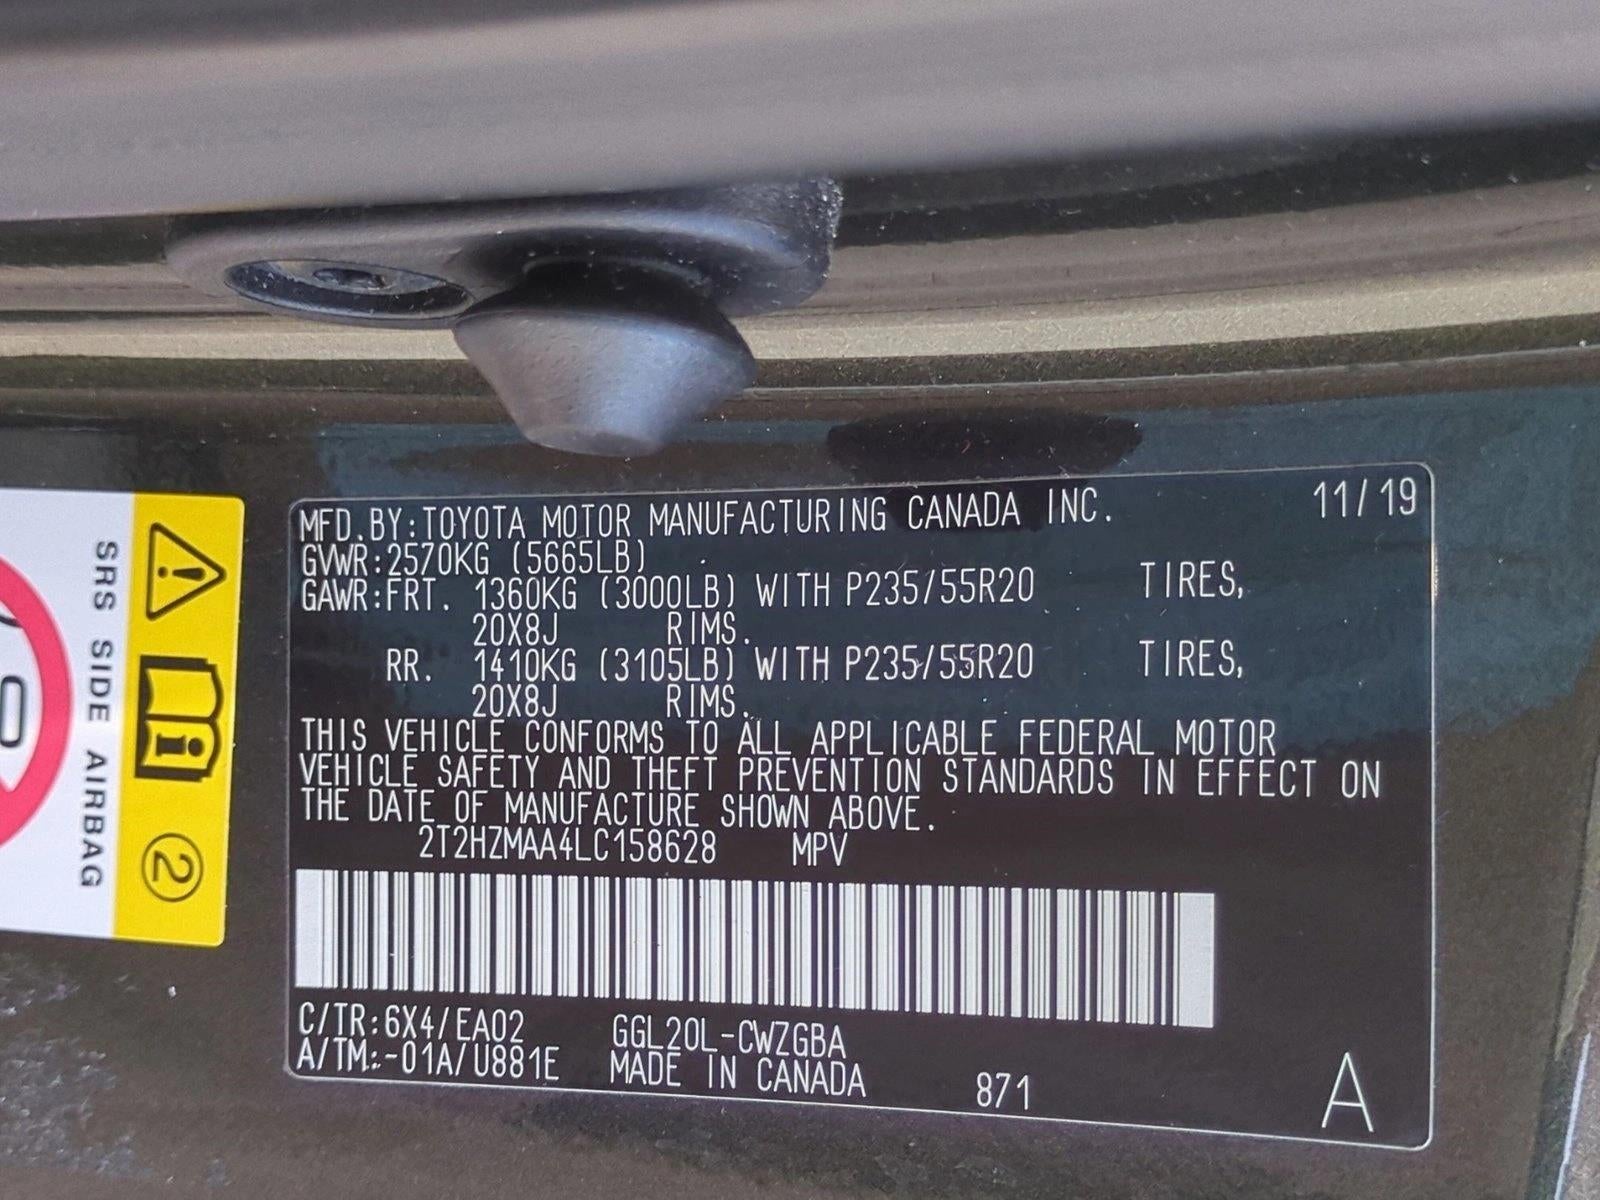 MFD.BY:TOYOTA MOTOR MANUFACTURING CANADA INC. 11/19
GVWR:2570KG (5665LB)
GAWR:FRT. 1360KG (3000LB) WITH P235/55R20 TIRES,
20X8J RIMS.
RR. 1410KG (3105LB) WITH P235/55R20 TIRES,
20X8J RIMS.
THIS VEHICLE CONFORMS TO ALL APPLICABLE FEDERAL MOTOR
VEHICLE SAFETY AND THEFT PREVENTION STANDARDS IN EFFECT ON
THE DATE OF MANUFACTURE SHOWN ABOVE.
2T2HZMAA4LC158628 MPV
C/TR:6X4/EA02 GGL20L-CWZGBA
A/TM:-01A/U881E MADE IN CANADA 871 A
SRS SIDE AIRBAG
2